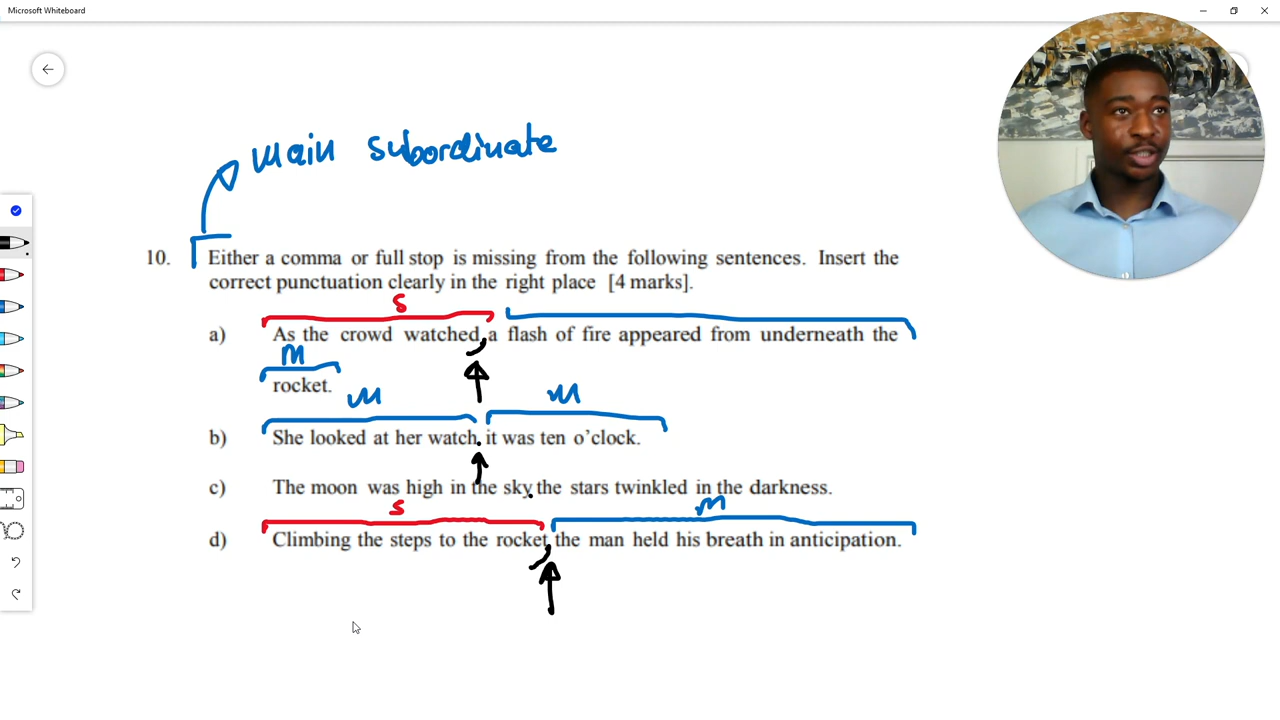 Microsoft Whiteboard
main subordinate
10. Either a comma or full stop is missing from the following sentences. Insert the
correct punctuation clearly in the right place [4 marks].
s
a) As the crowd watched, a flash of fire appeared from underneath the
m
rocket.
m m
b) She looked at her watch. it was ten o'clock.
c) The moon was high in the sky. the stars twinkled in the darkness.
s m
d) Climbing the steps to the rocket, the man held his breath in anticipation.